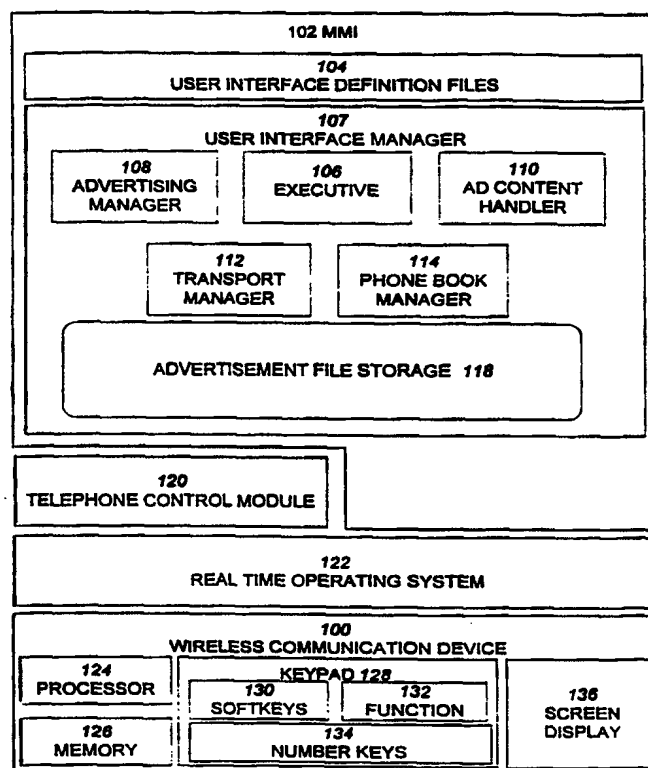 102 MMI
104
USER INTERFACE DEFINITION FILES
107
USER INTERFACE MANAGER
108
ADVERTISING
MANAGER
106
EXECUTIVE
110
AD CONTENT
HANDLER
112
TRANSPORT
MANAGER
114
PHONE BOOK
MANAGER
ADVERTISEMENT FILE STORAGE 118
120
TELEPHONE CONTROL MODULE
122
REAL TIME OPERATING SYSTEM
100
WIRELESS COMMUNICATION DEVICE
124
PROCESSOR
126
MEMORY
KEYPAD 128
130
SOFTKEYS
132
FUNCTION
134
NUMBER KEYS
136
SCREEN
DISPLAY